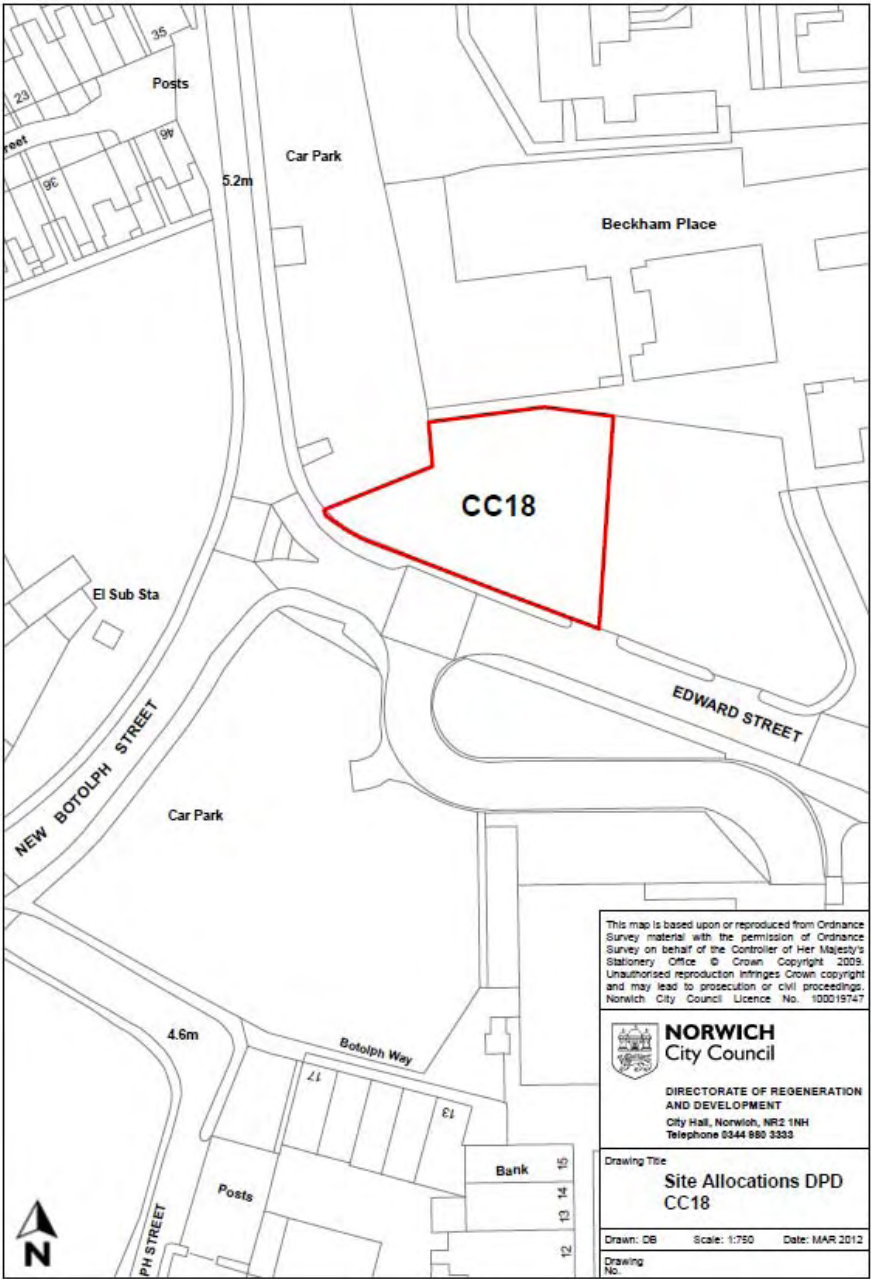 35
Posts
23
reet
46
36
5.2m
Car Park
Beckham Place
CC18
El Sub Sta
EDWARD STREET
NEW BOTOLPH STREET
Car Park
4.6m
Botolph Way
17
13
Bank
15
14
13
12
Posts
PH STREET
N
This map is based upon or reproduced from Ordnance
Survey material with the permission of Ordnance
Survey on behalf of the Controller of Her Majesty's
Stationery Office © Crown Copyright 2009.
Unauthorised reproduction infringes Crown copyright
and may lead to prosecution or civil proceedings.
Norwich City Council Licence No. 100019747
NORWICH
City Council
DIRECTORATE OF REGENERATION
AND DEVELOPMENT
City Hall, Norwich, NR2 1NH
Telephone 0344 980 3333
Drawing Title
Site Allocations DPD
CC18
Drawn: DB Scale: 1:750 Date: MAR 2012
Drawing
No.